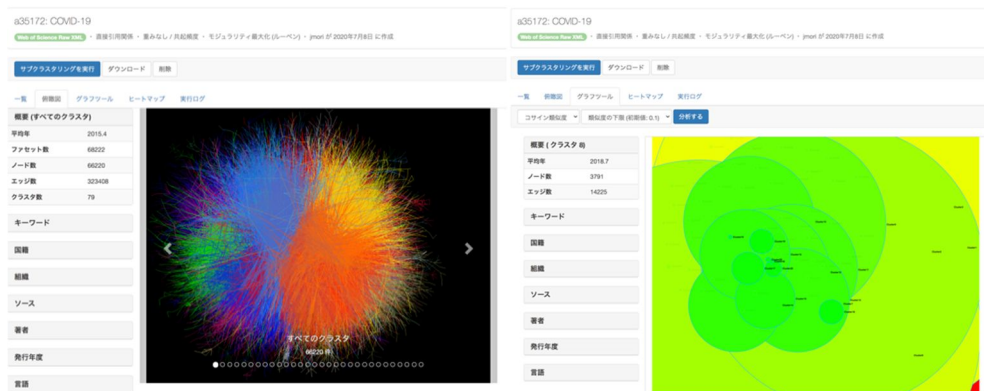 a35172: COVID-19
Web of Science Raw XML ・ 直接引用関係 ・ 重みなし / 共起頻度 ・ モジュラリティ最大化 (ルーベン) ・ jmori が 2020年7月8日 に作成
サブクラスタリングを実行 ダウンロード 削除
一覧 俯瞰図 グラフツール ヒートマップ 実行ログ
概要 (すべてのクラスタ)
平均年 2015.4
ファセット数 68222
ノード数 66220
エッジ数 323408
クラスタ数 79
キーワード
国籍
組織
ソース
著者
発行年度
言語
すべてのクラスタ
66220 件
a35172: COVID-19
Web of Science Raw XML ・ 直接引用関係 ・ 重みなし / 共起頻度 ・ モジュラリティ最大化 (ルーベン) ・ jmori が 2020年7月8日 に作成
サブクラスタリングを実行 ダウンロード 削除
一覧 俯瞰図 グラフツール ヒートマップ 実行ログ
コサイン類似度 類似度の下限 (初期値: 0.1) 分析する
概要 ( クラスタ 8)
平均年 2018.7
ノード数 3791
エッジ数 14225
キーワード
国籍
組織
ソース
著者
発行年度
言語